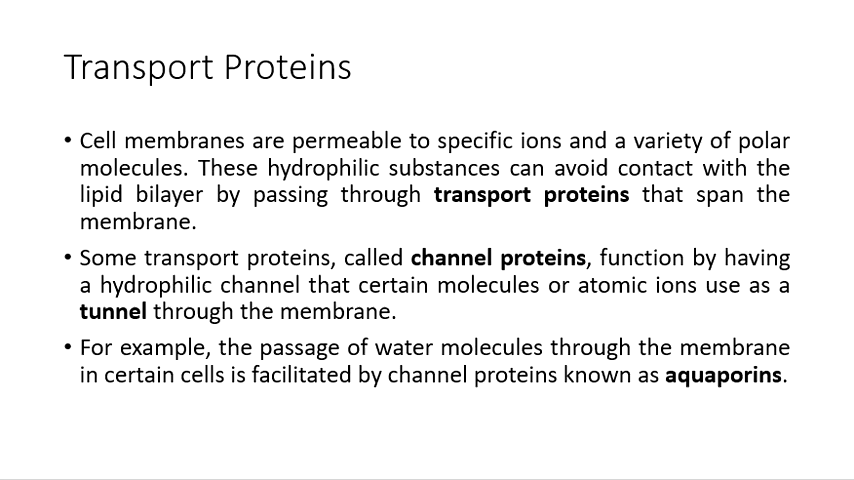 Transport Proteins
• Cell membranes are permeable to specific ions and a variety of polar
molecules. These hydrophilic substances can avoid contact with the
lipid bilayer by passing through transport proteins that span the
membrane.
• Some transport proteins, called channel proteins, function by having
a hydrophilic channel that certain molecules or atomic ions use as a
tunnel through the membrane.
• For example, the passage of water molecules through the membrane
in certain cells is facilitated by channel proteins known as aquaporins.